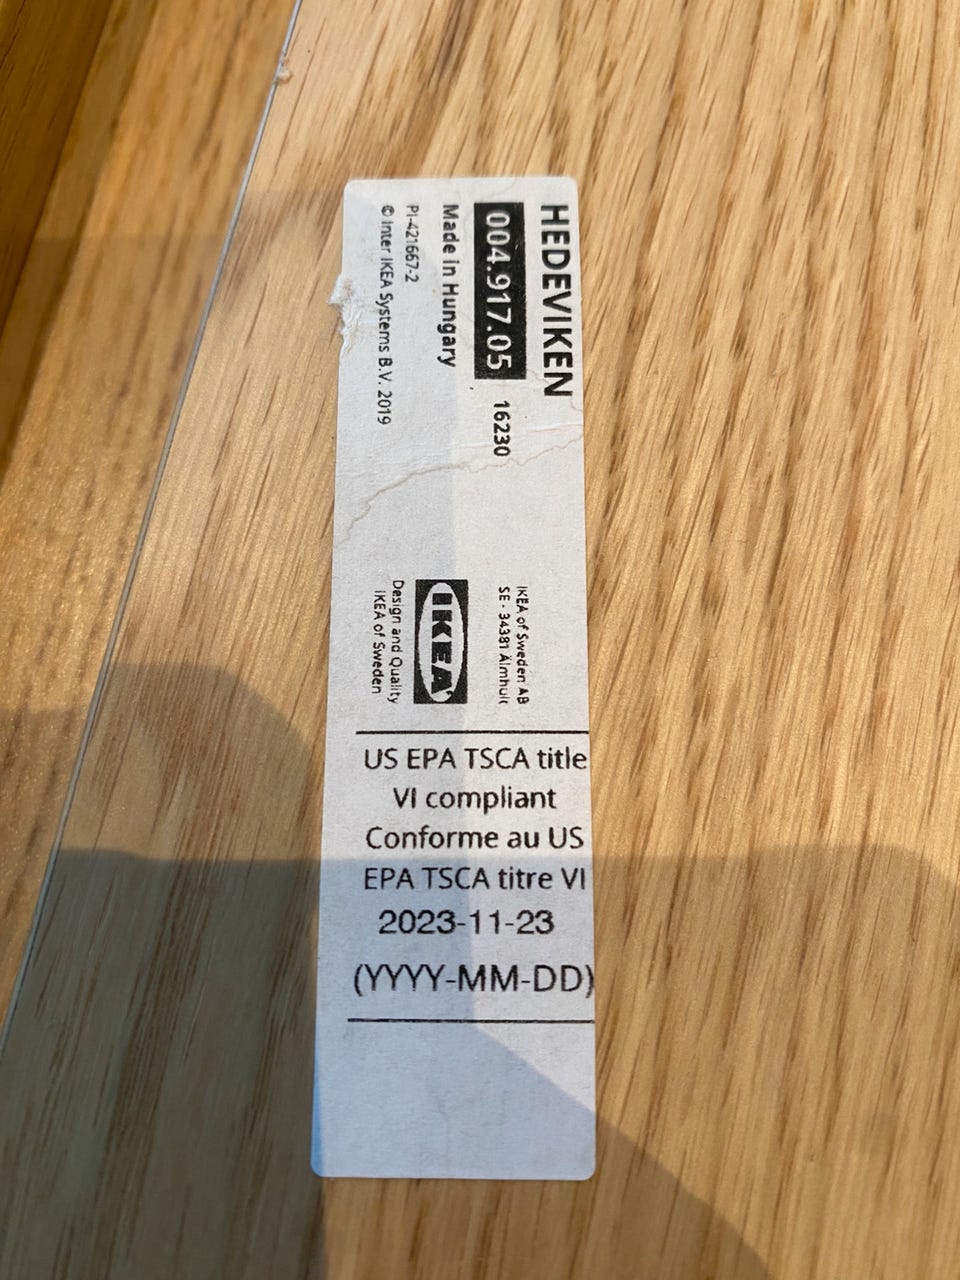 HEDEVIKEN
004.917.05 16230
Made in Hungary
PI-421667-2
© Inter IKEA Systems B.V. 2019
IKEA of Sweden AB
SE - 34381 Älmhult
IKEA
Design and Quality
IKEA of Sweden
US EPA TSCA title
VI compliant
Conforme au US
EPA TSCA titre VI
2023-11-23
(YYYY-MM-DD)